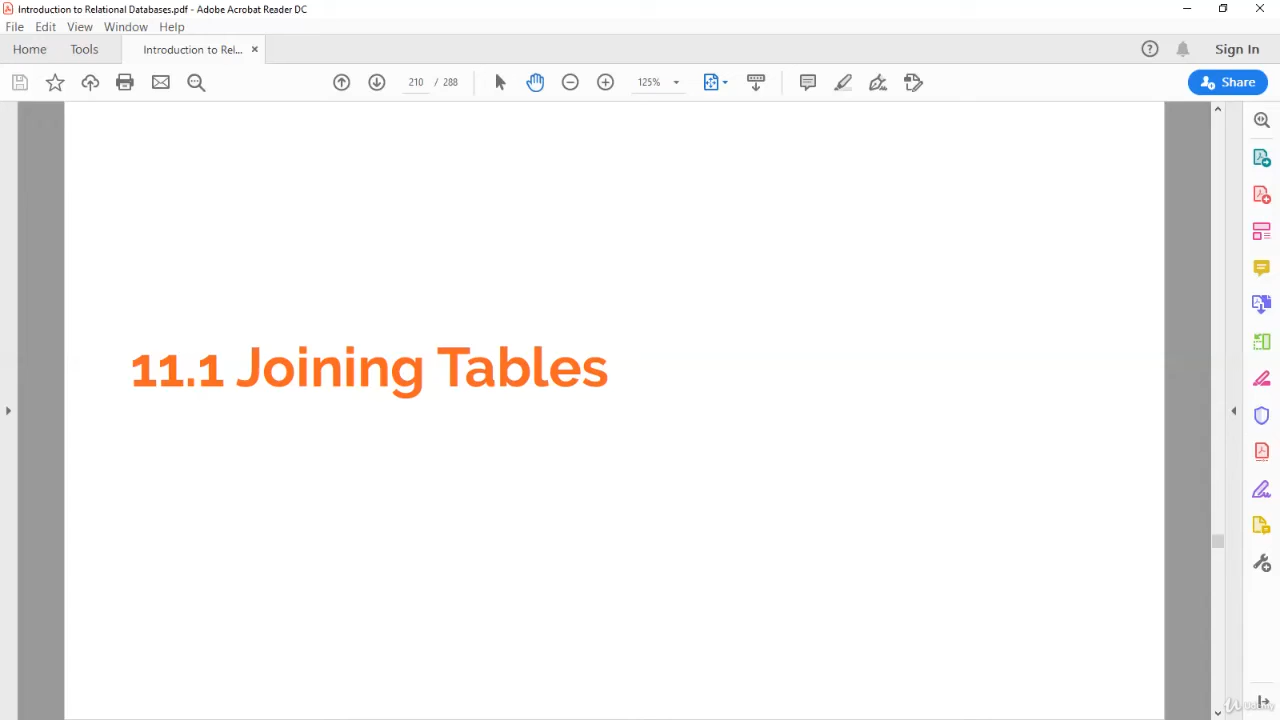 Introduction to Relational Databases.pdf - Adobe Acrobat Reader DC
File Edit View Window Help
Home Tools Introduction to Rel... × Sign In
210 / 288 125% Share
11.1 Joining Tables
Udemy